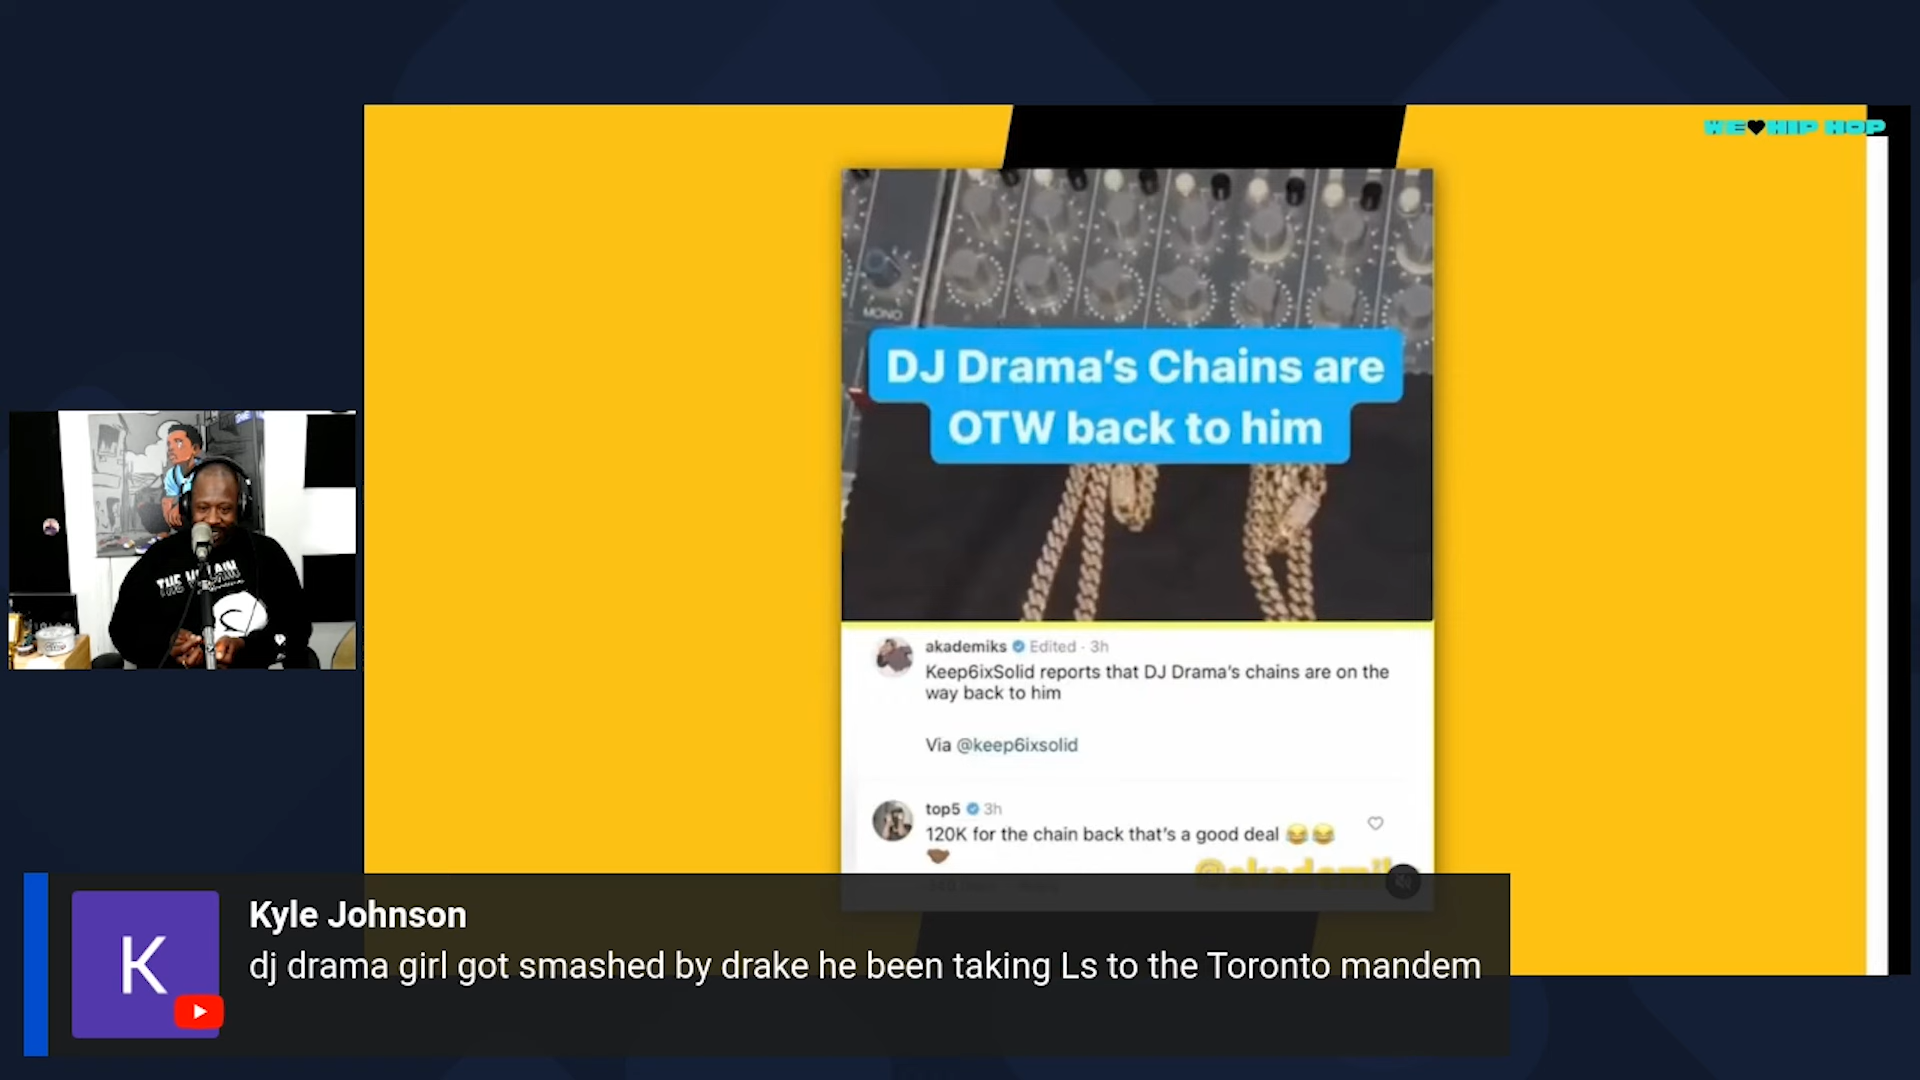 WE♥HIP HOP
MONO
DJ Drama's Chains are
OTW back to him
akademiks Edited · 3h
Keep6ixSolid reports that DJ Drama's chains are on the
way back to him
Via @keep6ixsolid
top5 3h
120K for the chain back that's a good deal 😂😂
🤝🏾
THE VILLAIN
K
Kyle Johnson
dj drama girl got smashed by drake he been taking Ls to the Toronto mandem